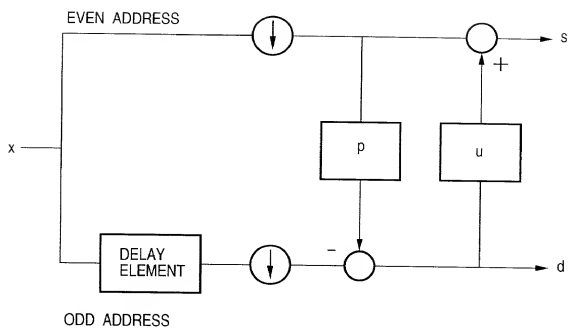 EVEN ADDRESS
s
+
x
p
u
DELAY
ELEMENT
−
d
ODD ADDRESS